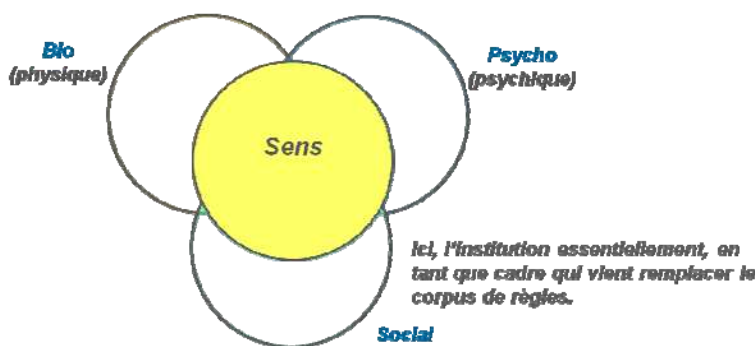 Bio
(physique)
Psycho
(psychique)
Sens
Ici, l'institution essentiellement, en
tant que cadre qui vient remplacer le
corpus de règles.
Social